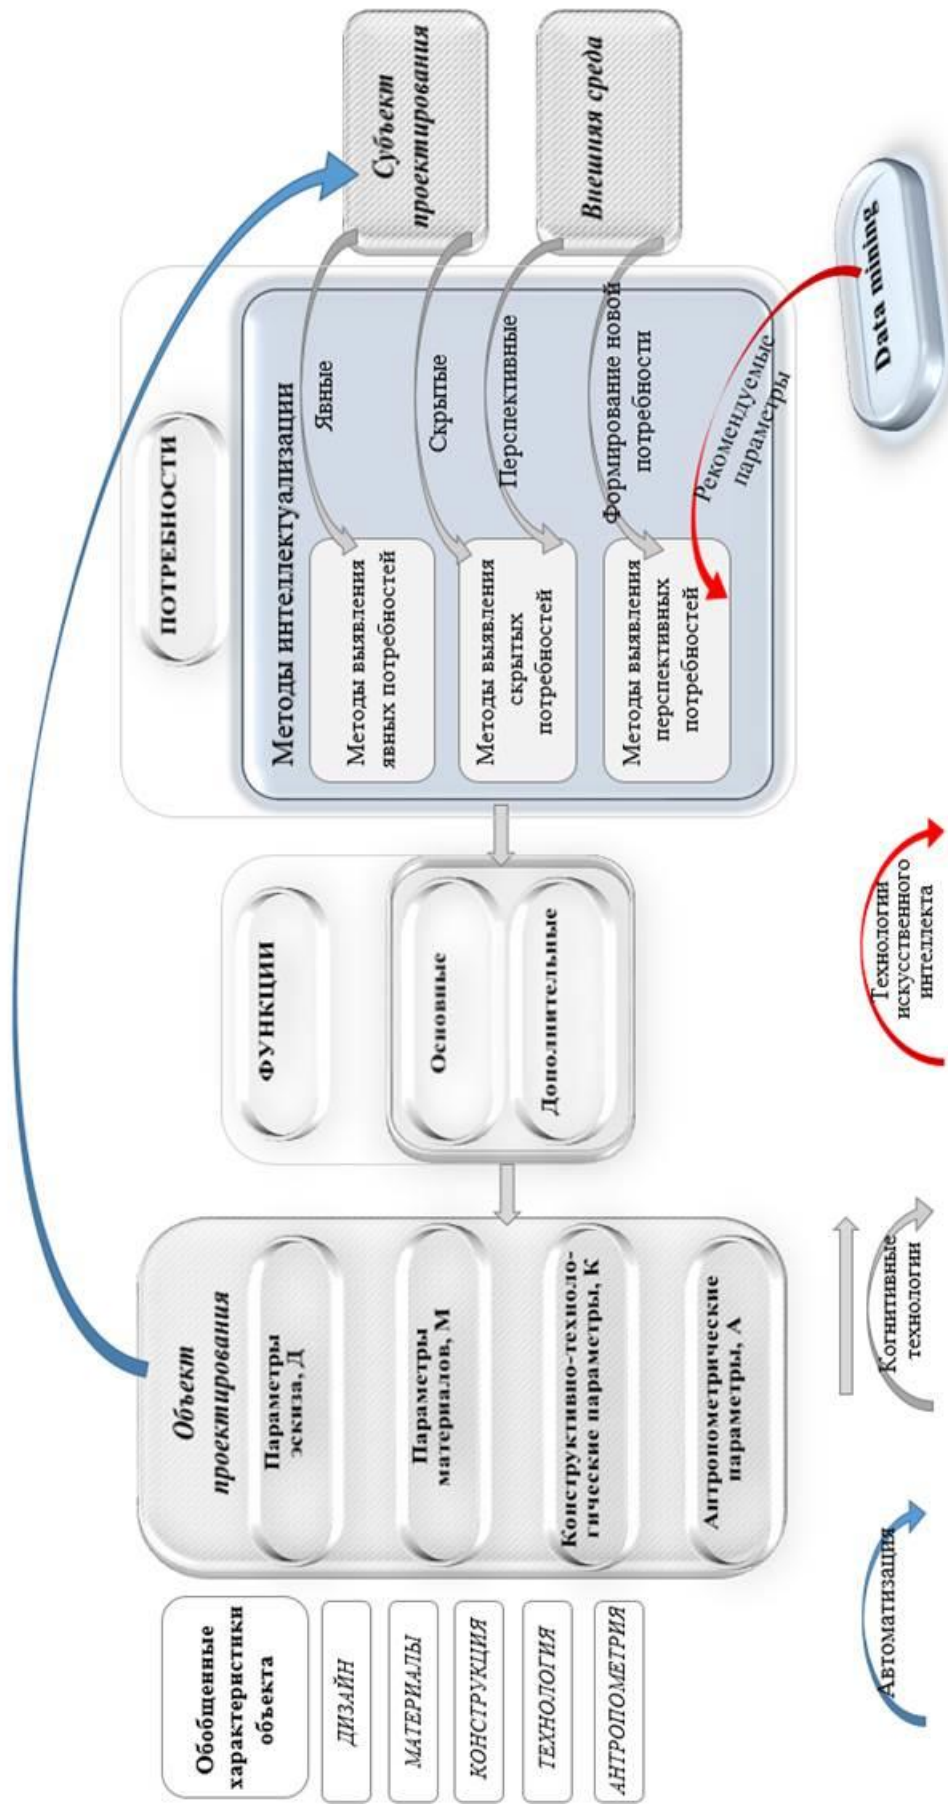 Обобщенные
характеристики
объекта
ДИЗАЙН
МАТЕРИАЛЫ
КОНСТРУКЦИЯ
ТЕХНОЛОГИЯ
АНТРОПОМЕТРИЯ
Объект
проектирования
Параметры
эскиза, Д
Параметры
материалов, М
Конструктивно-техноло-
гические параметры, К
Антропометрические
параметры, А
ФУНКЦИИ
Основные
Дополнительные
ПОТРЕБНОСТИ
Методы интеллектуализации
Методы выявления
явных потребностей
Методы выявления
скрытых
потребностей
Методы выявления
перспективных
потребностей
Явные
Скрытые
Перспективные
Формирование новой
потребности
Рекомендуемые
параметры
Субъект
проектирования
Внешняя среда
Data mining
Автоматизация
Когнитивные
технологии
Технологии
искусственного
интеллекта